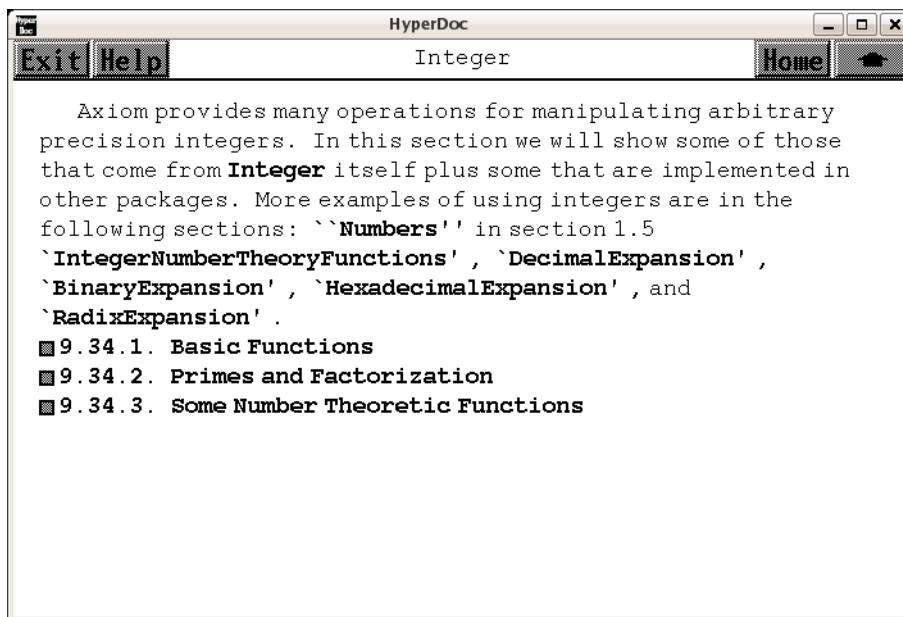 Hyper Doc
HyperDoc
Exit Help Integer Home
Axiom provides many operations for manipulating arbitrary
precision integers. In this section we will show some of those
that come from Integer itself plus some that are implemented in
other packages. More examples of using integers are in the
following sections: ``Numbers'' in section 1.5
`IntegerNumberTheoryFunctions' , `DecimalExpansion' ,
`BinaryExpansion' , `HexadecimalExpansion' , and
`RadixExpansion' .
9.34.1. Basic Functions
9.34.2. Primes and Factorization
9.34.3. Some Number Theoretic Functions